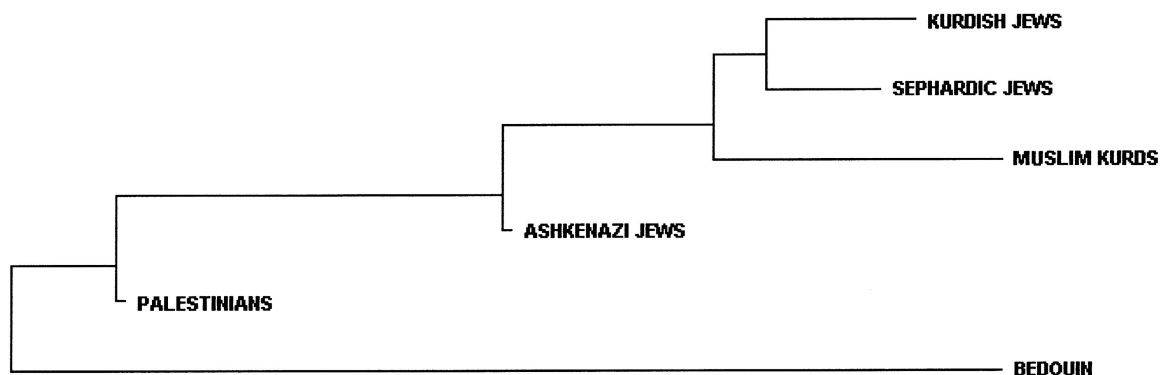 KURDISH JEWS
SEPHARDIC JEWS
MUSLIM KURDS
ASHKENAZI JEWS
PALESTINIANS
BEDOUIN